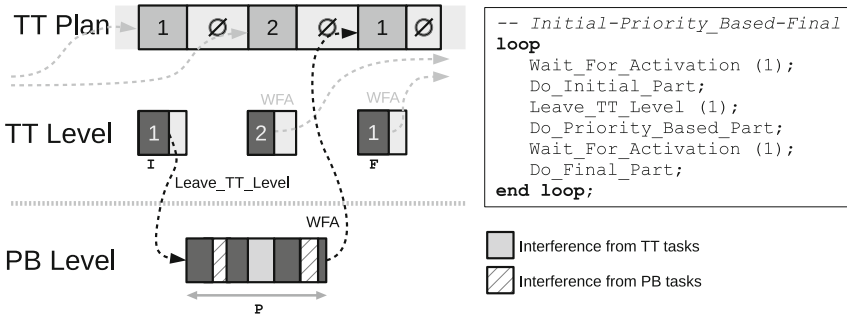 TT Plan
1 ∅ 2 ∅ 1 ∅
WFA WFA
TT Level
1 2 1
I F
Leave_TT_Level
WFA
PB Level
P
-- Initial-Priority_Based-Final
loop
Wait_For_Activation (1);
Do_Initial_Part;
Leave_TT_Level (1);
Do_Priority_Based_Part;
Wait_For_Activation (1);
Do_Final_Part;
end loop;
Interference from TT tasks
Interference from PB tasks